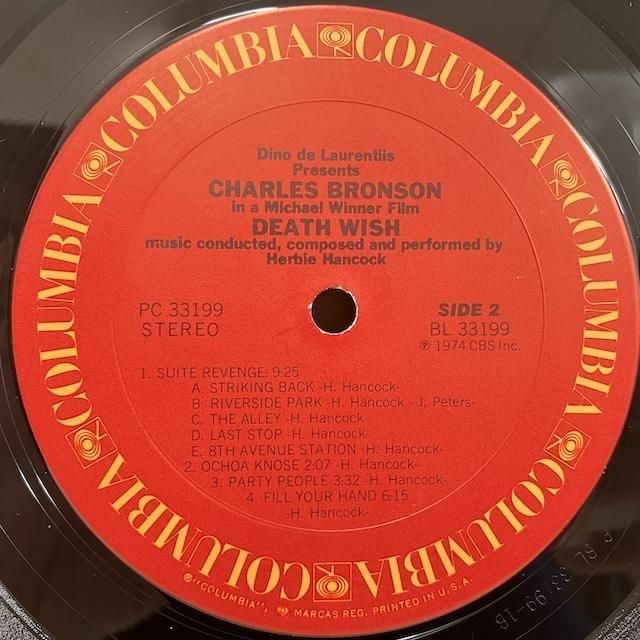 COLUMBIA COLUMBIA COLUMBIA COLUMBIA COLUMBIA COLUMBIA COLUMBIA
Dino de Laurentiis
Presents
CHARLES BRONSON
in a Michael Winner Film
DEATH WISH
music conducted, composed and performed by
Herbie Hancock
PC 33199
STEREO
SIDE 2
BL 33199
℗ 1974 CBS Inc.
1. SUITE REVENGE: 9:25
A. STRIKING BACK -H. Hancock-
B. RIVERSIDE PARK -H. Hancock - J. Peters-
C. THE ALLEY -H. Hancock-
D. LAST STOP -H. Hancock-
E. 8TH AVENUE STATION -H. Hancock-
2. OCHOA KNOSE 2:07 -H. Hancock-
3. PARTY PEOPLE 3:32 -H. Hancock-
4. FILL YOUR HAND 6:15
-H. Hancock-
®"COLUMBIA", MARCAS REG. PRINTED IN U.S.A.